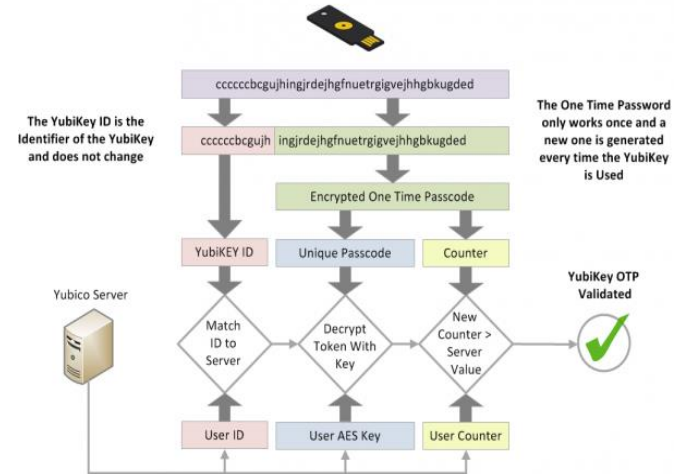 ccccccbcgujhingjrdejhgfnuetrgigvejhhgbkugded
The YubiKey ID is the
Identifier of the YubiKey
and does not change
ccccccbcgujh ingjrdejhgfnuetrgigvejhhgbkugded
The One Time Password
only works once and a
new one is generated
every time the YubiKey
is Used
Encrypted One Time Passcode
YubiKEY ID
Unique Passcode
Counter
Yubico Server
YubiKey OTP
Validated
Match
ID to
Server
Decrypt
Token With
Key
New
Counter >
Server
Value
User ID
User AES Key
User Counter